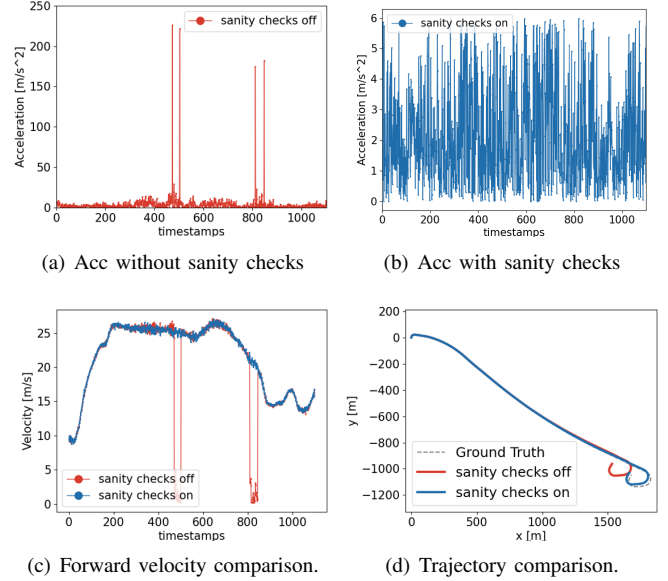 250
200
150
100
50
0
Acceleration [m/s^2]
sanity checks off
0 200 400 600 800 1000
timestamps
(a) Acc without sanity checks
6
5
4
3
2
1
0
Acceleration [m/s^2]
sanity checks on
0 200 400 600 800 1000
timestamps
(b) Acc with sanity checks
25
20
15
10
5
0
Velocity [m/s]
sanity checks off
sanity checks on
0 200 400 600 800 1000
timestamps
(c) Forward velocity comparison.
200
0
−200
−400
−600
−800
−1000
−1200
y [m]
Ground Truth
sanity checks off
sanity checks on
0 500 1000 1500
x [m]
(d) Trajectory comparison.